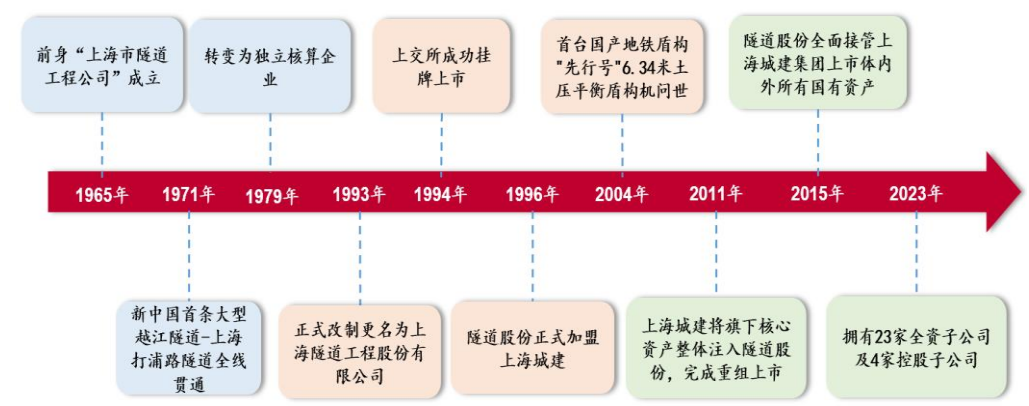 前身“上海市隧道
工程公司”成立
转变为独立核算企
业
上交所成功挂
牌上市
首台国产地铁盾构
"先行号"6.34米土
压平衡盾构机问世
隧道股份全面接管上
海城建集团上市体内
外所有国有资产
1965年
1971年
1979年
1993年
1994年
1996年
2004年
2011年
2015年
2023年
新中国首条大型
越江隧道-上海
打浦路隧道全线
贯通
正式改制更名为上
海隧道工程股份有
限公司
隧道股份正式加盟
上海城建
上海城建将旗下核心
资产整体注入隧道股
份，完成重组上市
拥有23家全资子公司
及4家控股子公司